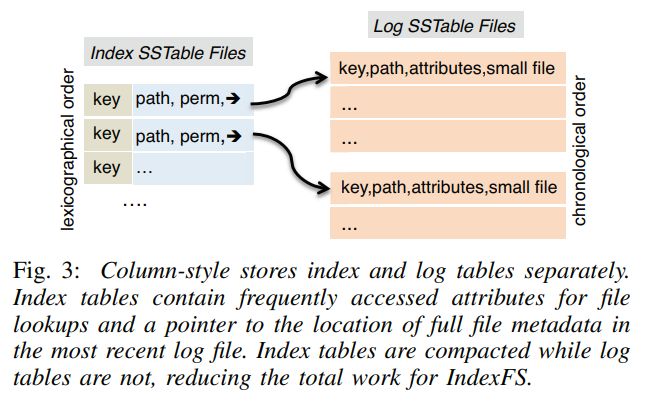 Index SSTable Files
Log SSTable Files
lexicographical order
key path, perm,➔
key path, perm,➔
key ...
....
key,path,attributes,small file
...
...
key,path,attributes,small file
...
chronological order
Fig. 3: Column-style stores index and log tables separately.
Index tables contain frequently accessed attributes for file
lookups and a pointer to the location of full file metadata in
the most recent log file. Index tables are compacted while log
tables are not, reducing the total work for IndexFS.